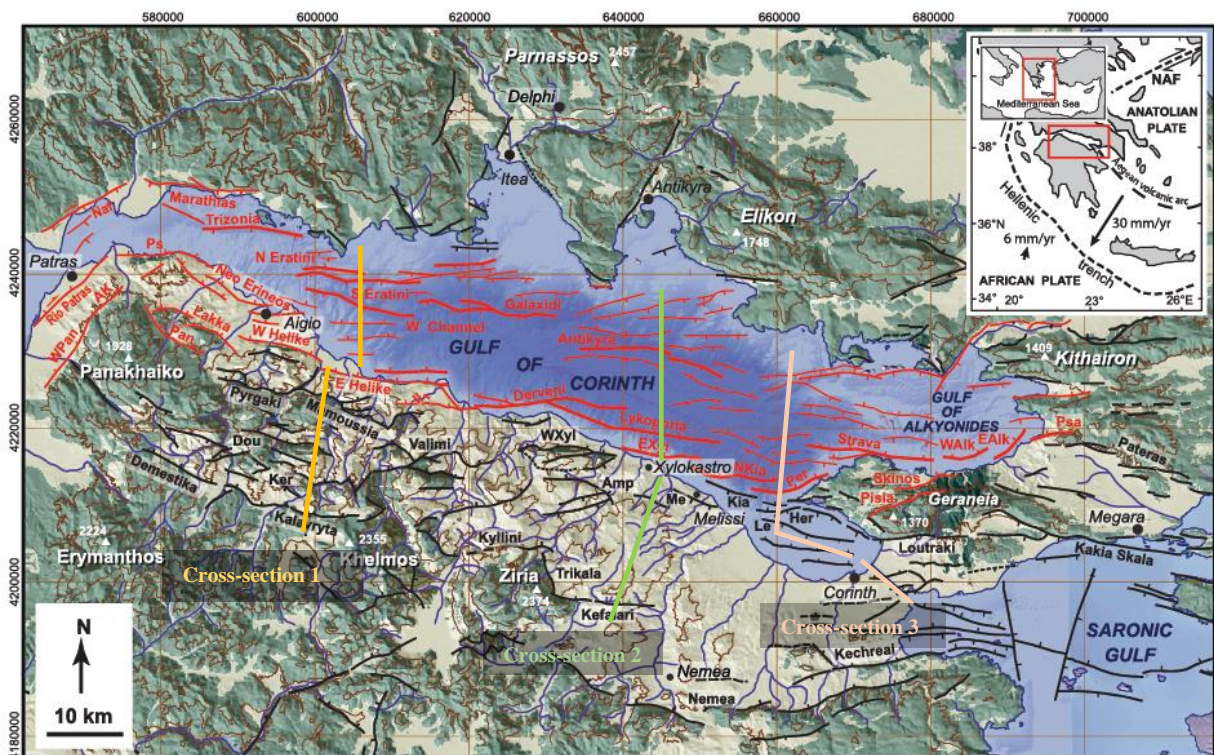 580000
600000
620000
640000
660000
680000
700000
4260000
4240000
4220000
4200000
4180000
Parnassos
2457
Delphi
Itea
Antikyra
Elikon
1748
Marathias
Naf
Trizonia
Ps
Patras
N Eratini
Neo Erineos
S Eratini
Galaxidi
Rio Patras
AK
Lakka
Aigio
W Channel
WPan
Pan
W Helike
GULF
OF
CORINTH
Antikyra
1928
Panakhaiko
E Helike
Derveni
Lykoporia
Pyrgaki
Mamoussia
Dou
Valimi
WXyl
EXyl
Xylokastro
NKia
Per
Strava
WAlk
EAlk
Psa
GULF
OF
ALKYONIDES
1409
Kithairon
Pateras
Demestika
Ker
Amp
Me
Kia
Melissi
Le
Her
Skinos
Pisia
Geraneia
1370
Megara
Kalavryta
2224
Erymanthos
2355
Khelmos
Kyllini
Trikala
Ziria
2374
Kefalari
Loutraki
Kakia Skala
Corinth
Cross-section 1
Cross-section 2
Cross-section 3
Kechreai
Nemea
Nemea
SARONIC
GULF
N
10 km
Mediterranean Sea
NAF
ANATOLIAN
PLATE
38°
Aegean volcanic arc
Hellenic
trench
36°N
30 mm/yr
6 mm/yr
AFRICAN PLATE
34°
20°
23°
26°E